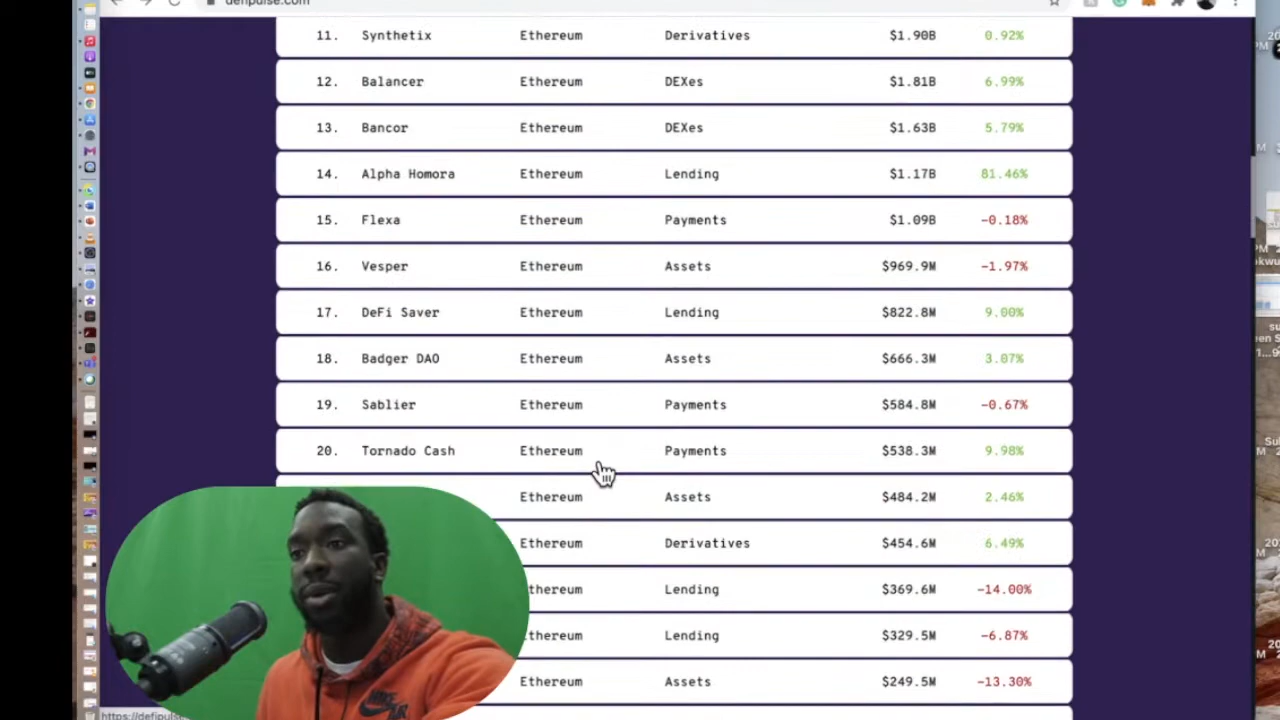 defipulse.com
11. Synthetix Ethereum Derivatives $1.90B 0.92%
12. Balancer Ethereum DEXes $1.81B 6.99%
13. Bancor Ethereum DEXes $1.63B 5.79%
14. Alpha Homora Ethereum Lending $1.17B 81.46%
15. Flexa Ethereum Payments $1.09B -0.18%
16. Vesper Ethereum Assets $969.9M -1.97%
17. DeFi Saver Ethereum Lending $822.8M 9.00%
18. Badger DAO Ethereum Assets $666.3M 3.07%
19. Sablier Ethereum Payments $584.8M -0.67%
20. Tornado Cash Ethereum Payments $538.3M 9.98%
Ethereum Assets $484.2M 2.46%
Ethereum Derivatives $454.6M 6.49%
thereum Lending $369.6M -14.00%
thereum Lending $329.5M -6.87%
Ethereum Assets $249.5M -13.30%
https://defipulse